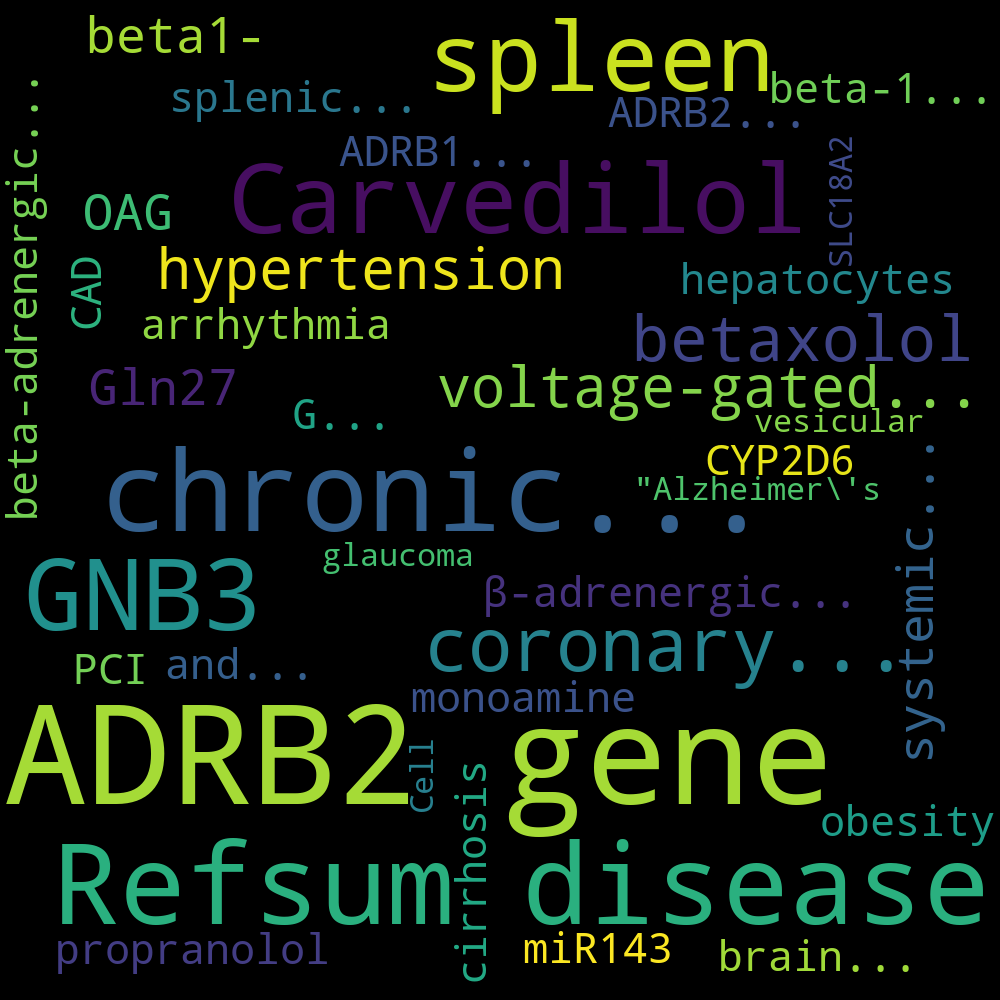 beta1-
spleen
splenic...
beta-1...
ADRB2...
beta-adrenergic...
ADRB1...
SLC18A2
Carvedilol
OAG
CAD
hypertension
hepatocytes
arrhythmia
betaxolol
Gln27
voltage-gated...
G...
vesicular
CYP2D6
chronic...
"Alzheimer\'s
systemic...
glaucoma
GNB3
β-adrenergic...
coronary...
PCI
and...
monoamine
ADRB2 gene
Cell
cirrhosis
obesity
Refsum disease
propranolol
miR143
brain...